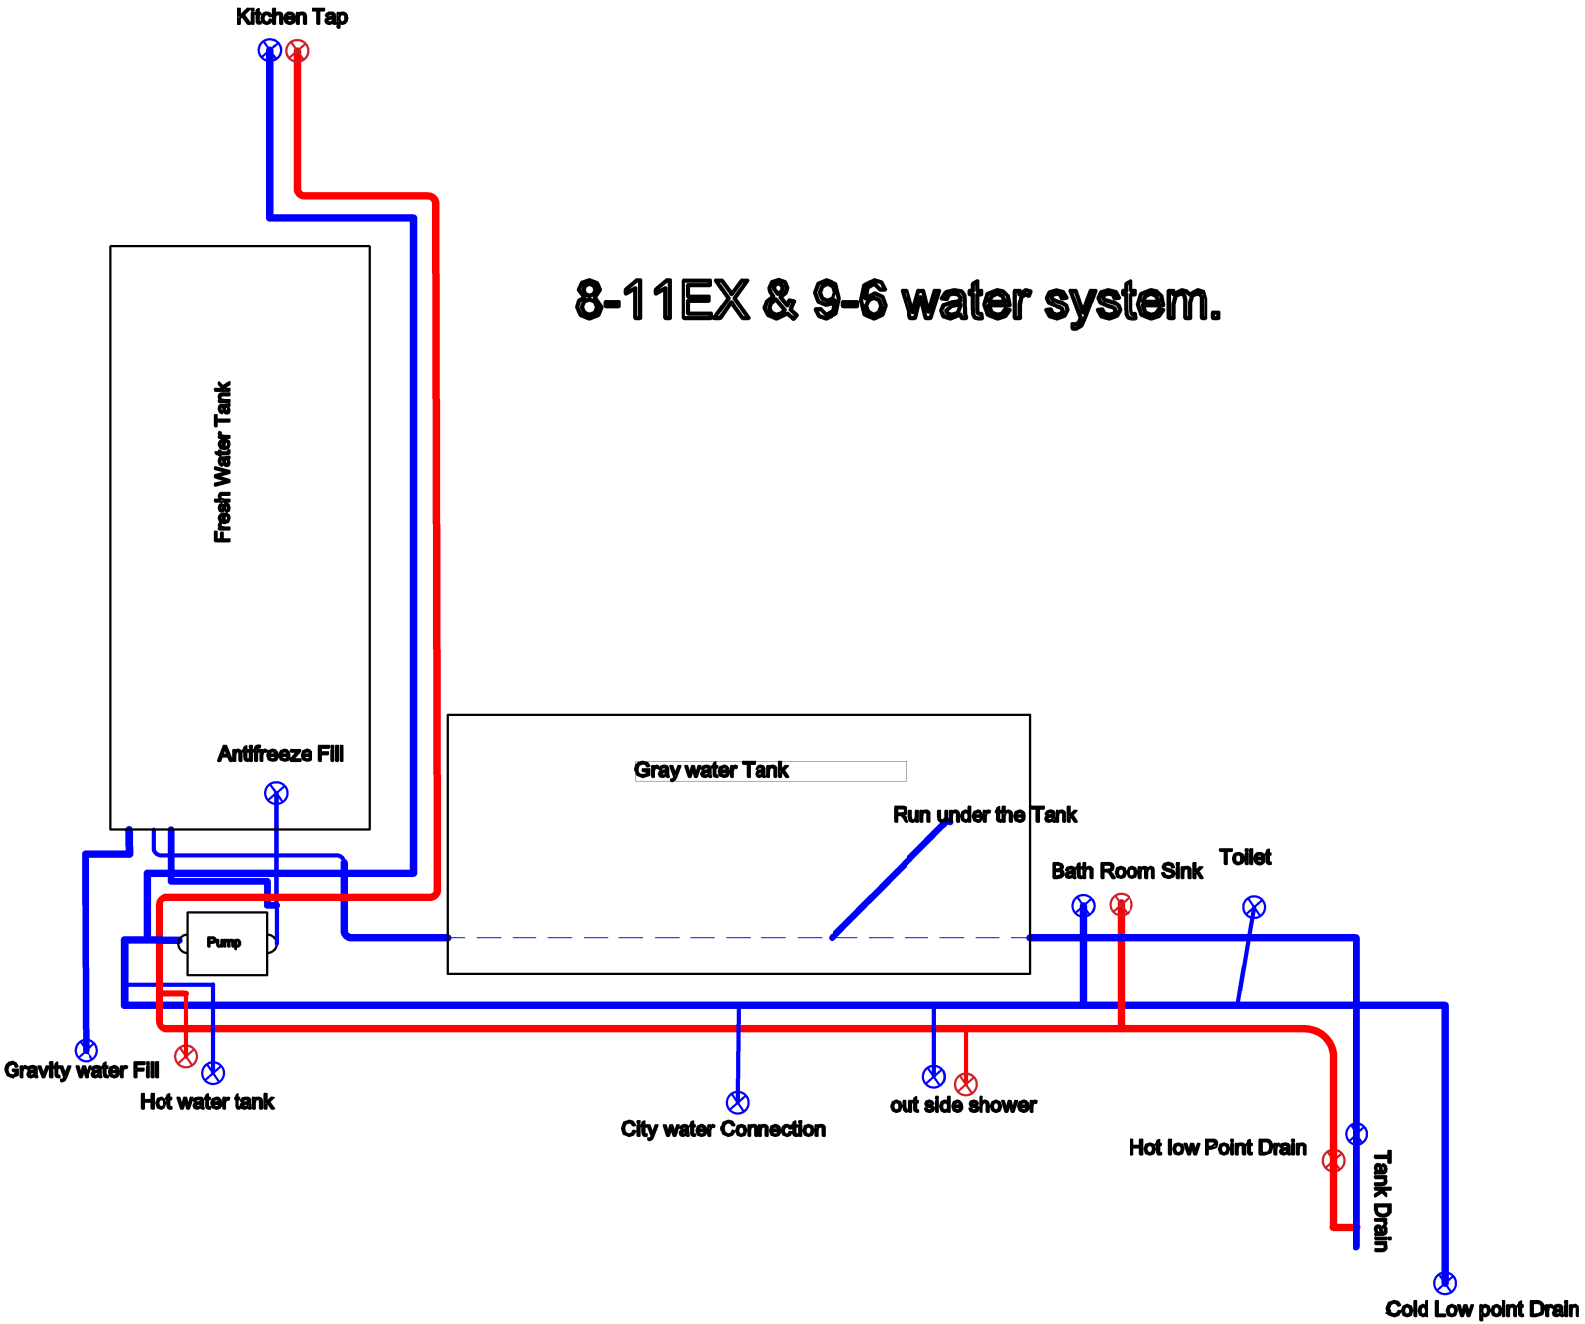 Kitchen Tap
8-11EX & 9-6 water system.
Fresh Water Tank
Antifreeze Fill
Gray water Tank
Run under the Tank
Bath Room Sink
Toilet
Pump
Gravity water Fill
Hot water tank
City water Connection
out side shower
Hot low Point Drain
Tank Drain
Cold Low point Drain